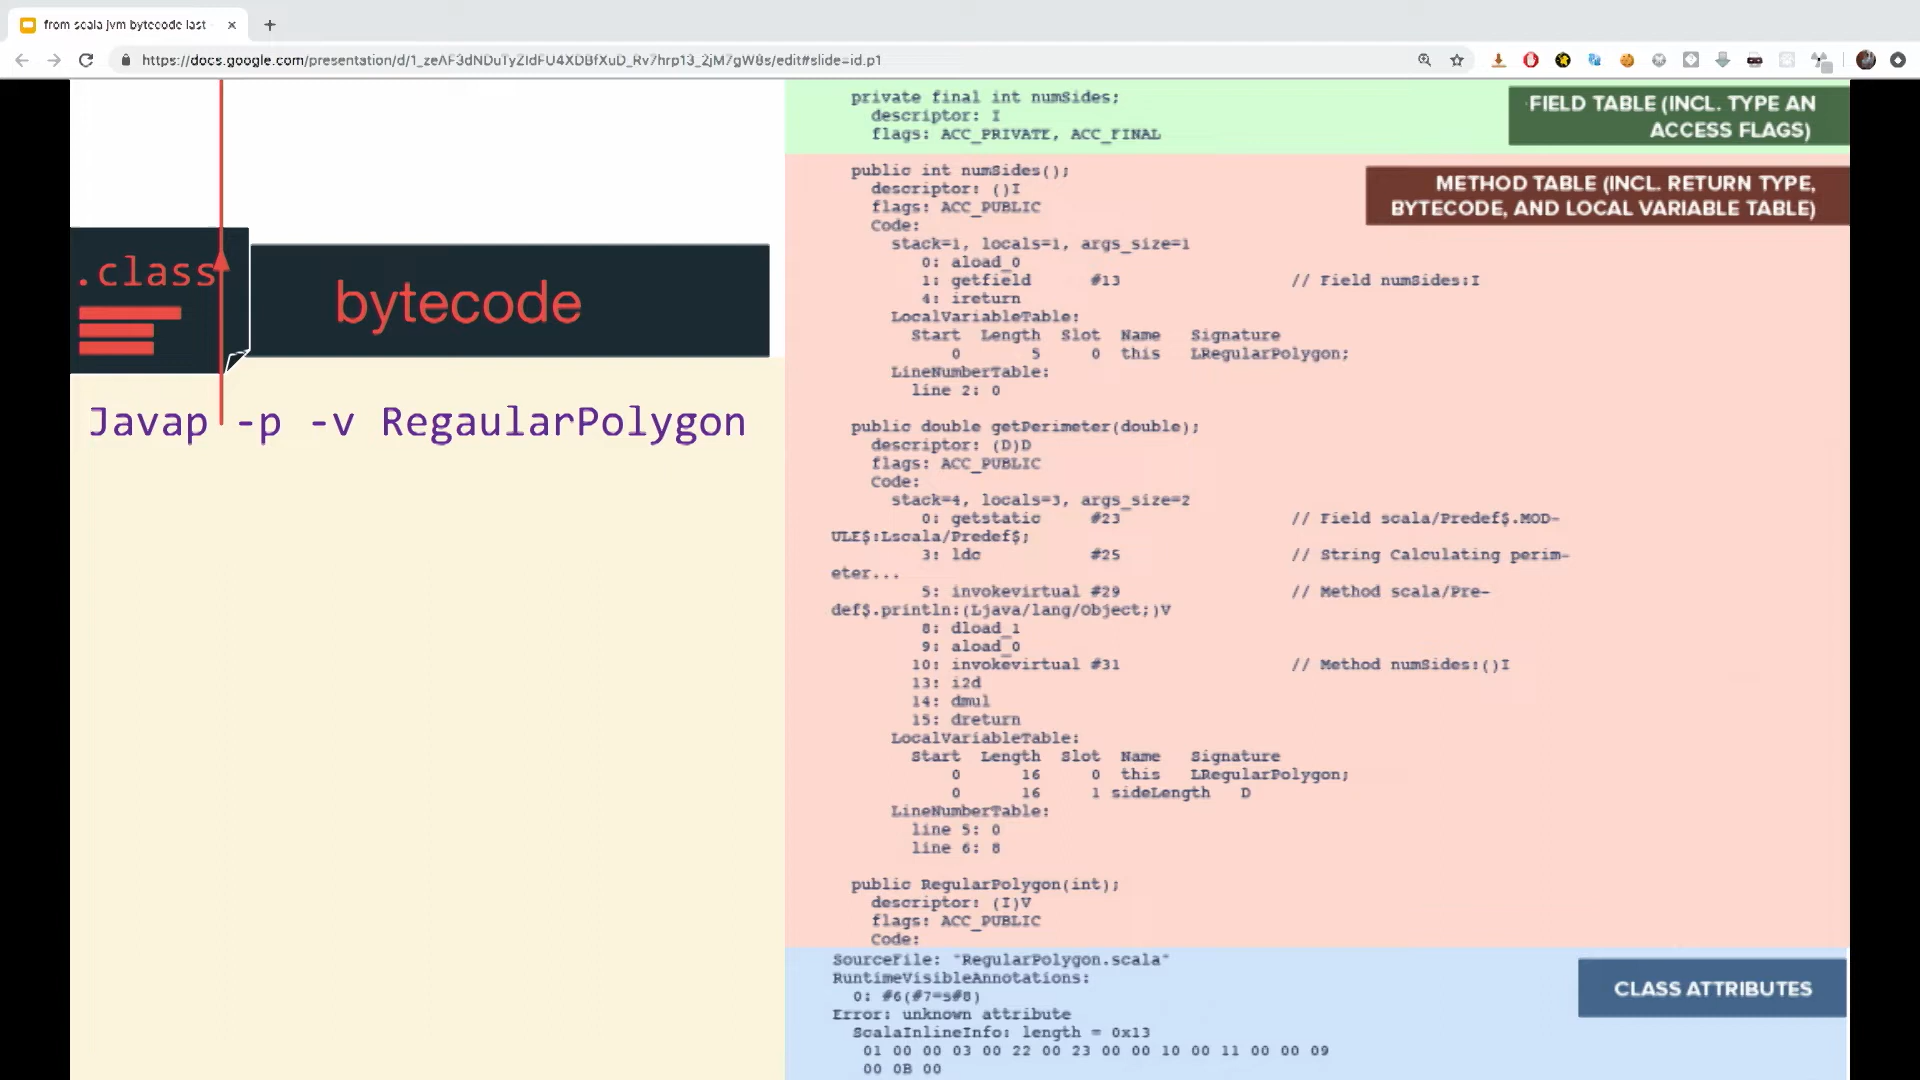 from scala jvm bytecode last
https://docs.google.com/presentation/d/1_zeAF3dNDuTyZIdFU4XDBfXuD_Rv7hrp13_2jM7gW8s/edit#slide=id.p1
.class
bytecode
Javap -p -v RegaularPolygon
private final int numSides;
descriptor: I
flags: ACC_PRIVATE, ACC_FINAL
FIELD TABLE (INCL. TYPE AN
ACCESS FLAGS)
public int numSides();
descriptor: ()I
flags: ACC_PUBLIC
Code:
stack=1, locals=1, args_size=1
0: aload_0
1: getfield #13 // Field numSides:I
4: ireturn
LocalVariableTable:
Start Length Slot Name Signature
0 5 0 this LRegularPolygon;
LineNumberTable:
line 2: 0
METHOD TABLE (INCL. RETURN TYPE,
BYTECODE, AND LOCAL VARIABLE TABLE)
public double getPerimeter(double);
descriptor: (D)D
flags: ACC_PUBLIC
Code:
stack=4, locals=3, args_size=2
0: getstatic #23 // Field scala/Predef$.MOD-
ULE$:Lscala/Predef$;
3: ldc #25 // String Calculating perim-
eter...
5: invokevirtual #29 // Method scala/Pre-
def$.println:(Ljava/lang/Object;)V
8: dload_1
9: aload_0
10: invokevirtual #31 // Method numSides:()I
13: i2d
14: dmul
15: dreturn
LocalVariableTable:
Start Length Slot Name Signature
0 16 0 this LRegularPolygon;
0 16 1 sideLength D
LineNumberTable:
line 5: 0
line 6: 8
public RegularPolygon(int);
descriptor: (I)V
flags: ACC_PUBLIC
Code:
SourceFile: "RegularPolygon.scala"
RuntimeVisibleAnnotations:
0: #6(#7=s#8)
Error: unknown attribute
ScalaInlineInfo: length = 0x13
01 00 00 03 00 22 00 23 00 00 10 00 11 00 00 09
00 0B 00
CLASS ATTRIBUTES